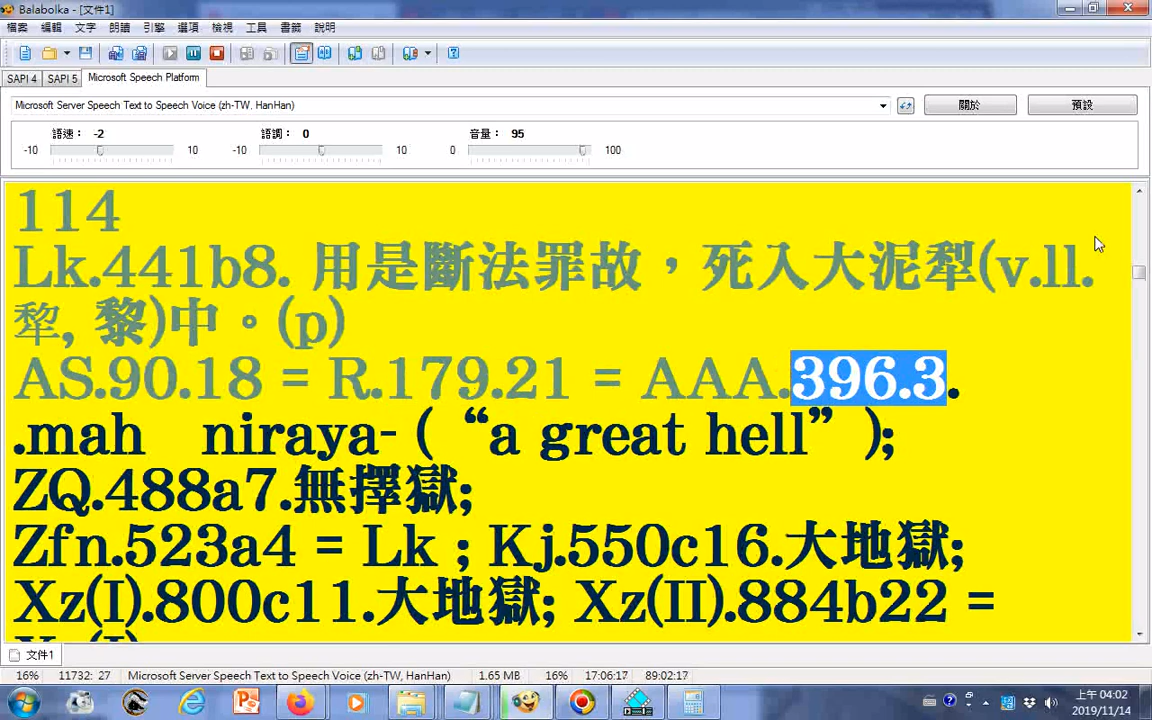 Balabolka - [文件1]
檔案 編輯 文字 朗讀 引擎 選項 檢視 工具 書籤 說明
SAPI 4 SAPI 5 Microsoft Speech Platform
Microsoft Server Speech Text to Speech Voice (zh-TW, HanHan) 關於 預設
語速： -2 語調： 0 音量： 95
-10 10 -10 10 0 100
114
Lk.441b8. 用是斷法罪故，死入大泥犁(v.ll.
犂, 黎)中。(p)
AS.90.18 = R.179.21 = AAA.396.3.
.mah niraya- (“a great hell”);
ZQ.488a7.無擇獄;
Zfn.523a4 = Lk ; Kj.550c16.大地獄;
Xz(I).800c11.大地獄; Xz(II).884b22 =
文件1
16% 11732: 27 Microsoft Server Speech Text to Speech Voice (zh-TW, HanHan) 1.65 MB 16% 17:06:17 89:02:17
上午 04:02
2019/11/14